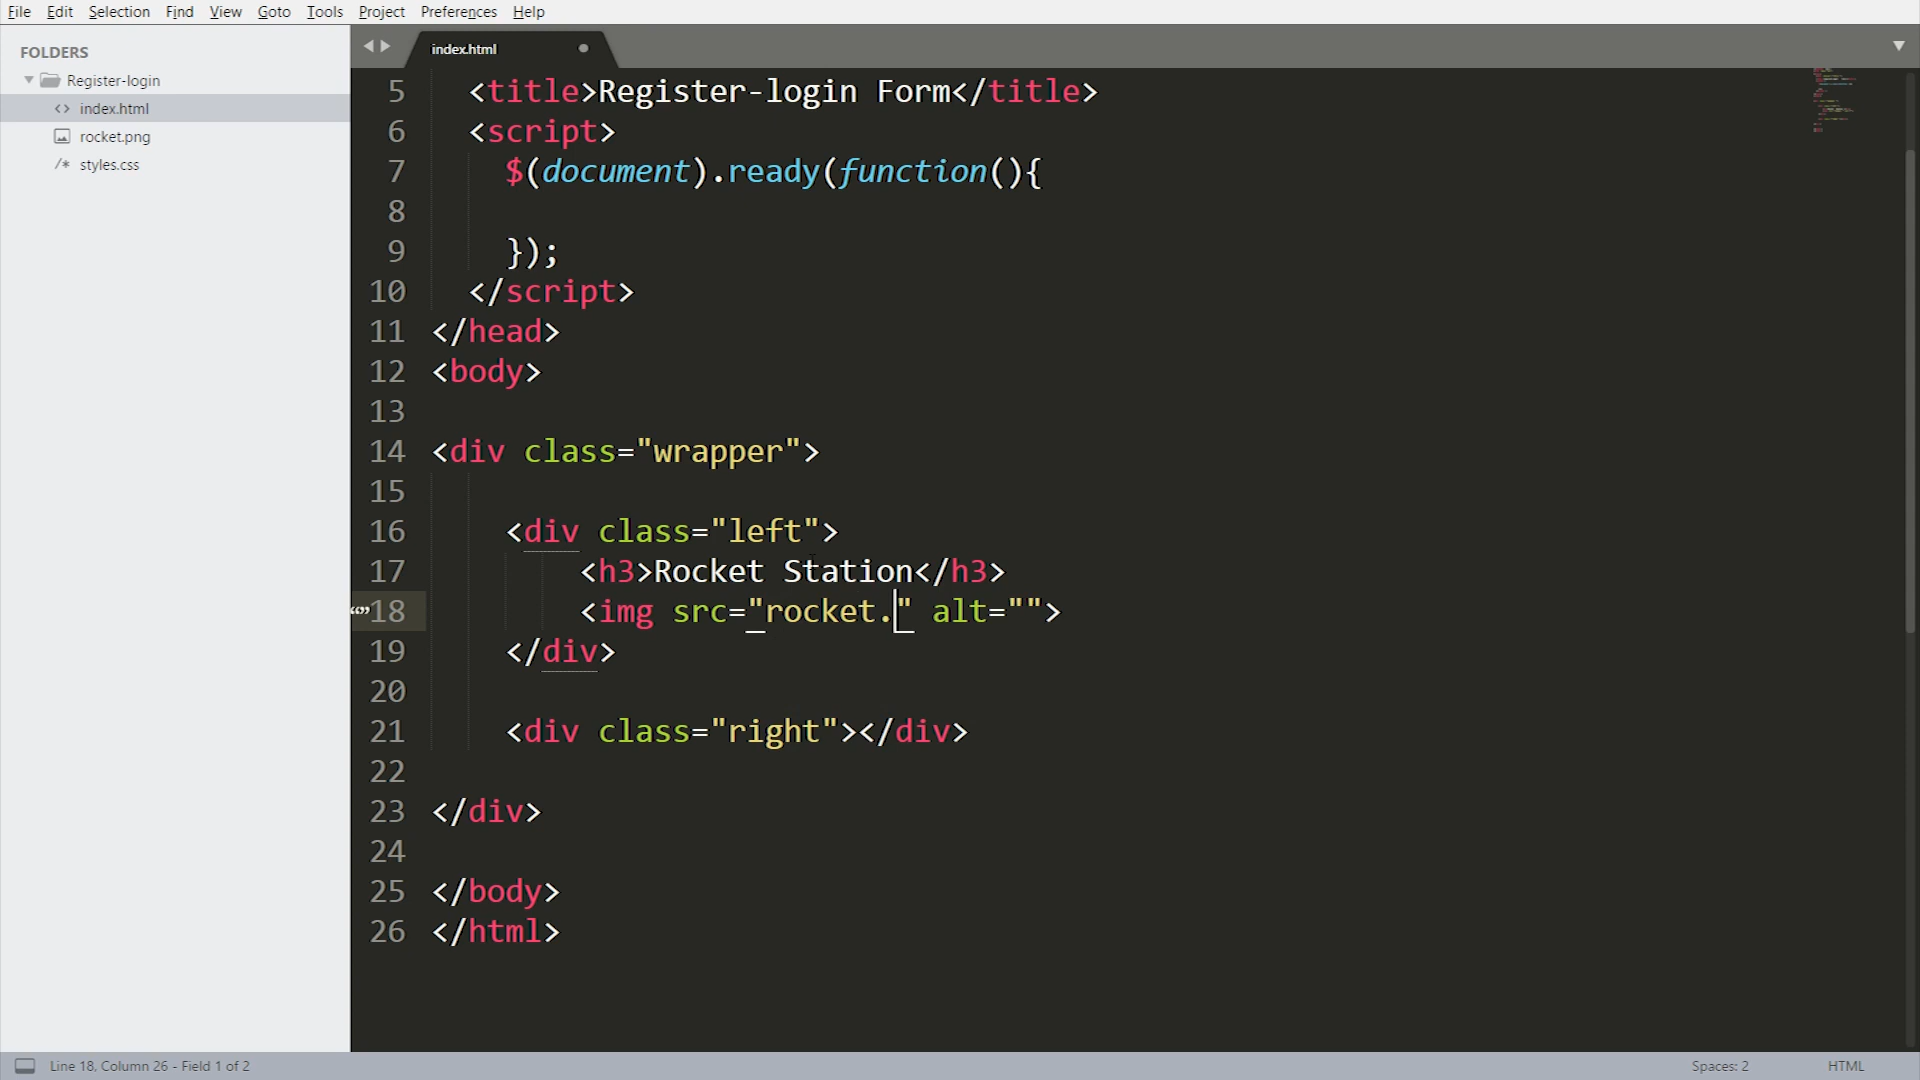 File Edit Selection Find View Goto Tools Project Preferences Help
FOLDERS
Register-login
<> index.html
rocket.png
/* styles.css
index.html
5 <title>Register-login Form</title>
6 <script>
7 $(document).ready(function(){
8
9 });
10 </script>
11 </head>
12 <body>
13
14 <div class="wrapper">
15
16 <div class="left">
17 <h3>Rocket Station</h3>
18 <img src="rocket." alt="">
19 </div>
20
21 <div class="right"></div>
22
23 </div>
24
25 </body>
26 </html>
Line 18, Column 26 - Field 1 of 2
Spaces: 2
HTML